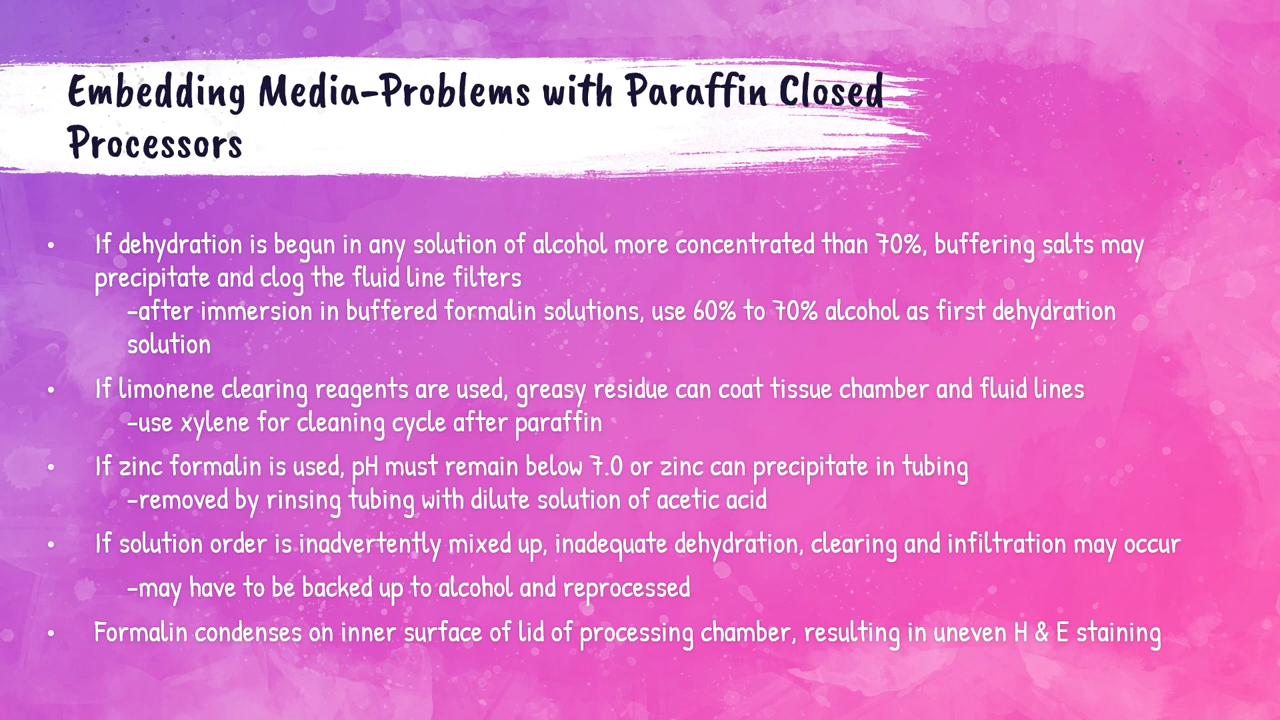 Embedding Media-Problems with Paraffin Closed
Processors
• If dehydration is begun in any solution of alcohol more concentrated than 70%, buffering salts may
precipitate and clog the fluid line filters
-after immersion in buffered formalin solutions, use 60% to 70% alcohol as first dehydration
solution
• If limonene clearing reagents are used, greasy residue can coat tissue chamber and fluid lines
-use xylene for cleaning cycle after paraffin
• If zinc formalin is used, pH must remain below 7.0 or zinc can precipitate in tubing
-removed by rinsing tubing with dilute solution of acetic acid
• If solution order is inadvertently mixed up, inadequate dehydration, clearing and infiltration may occur
-may have to be backed up to alcohol and reprocessed
• Formalin condenses on inner surface of lid of processing chamber, resulting in uneven H & E staining